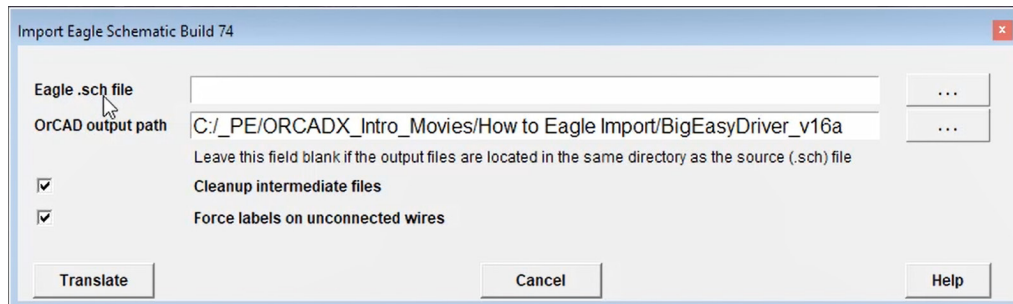 Import Eagle Schematic Build 74
x
Eagle .sch file
...
OrCAD output path
C:/_PE/ORCADX_Intro_Movies/How to Eagle Import/BigEasyDriver_v16a
...
Leave this field blank if the output files are located in the same directory as the source (.sch) file
Cleanup intermediate files
Force labels on unconnected wires
Translate
Cancel
Help